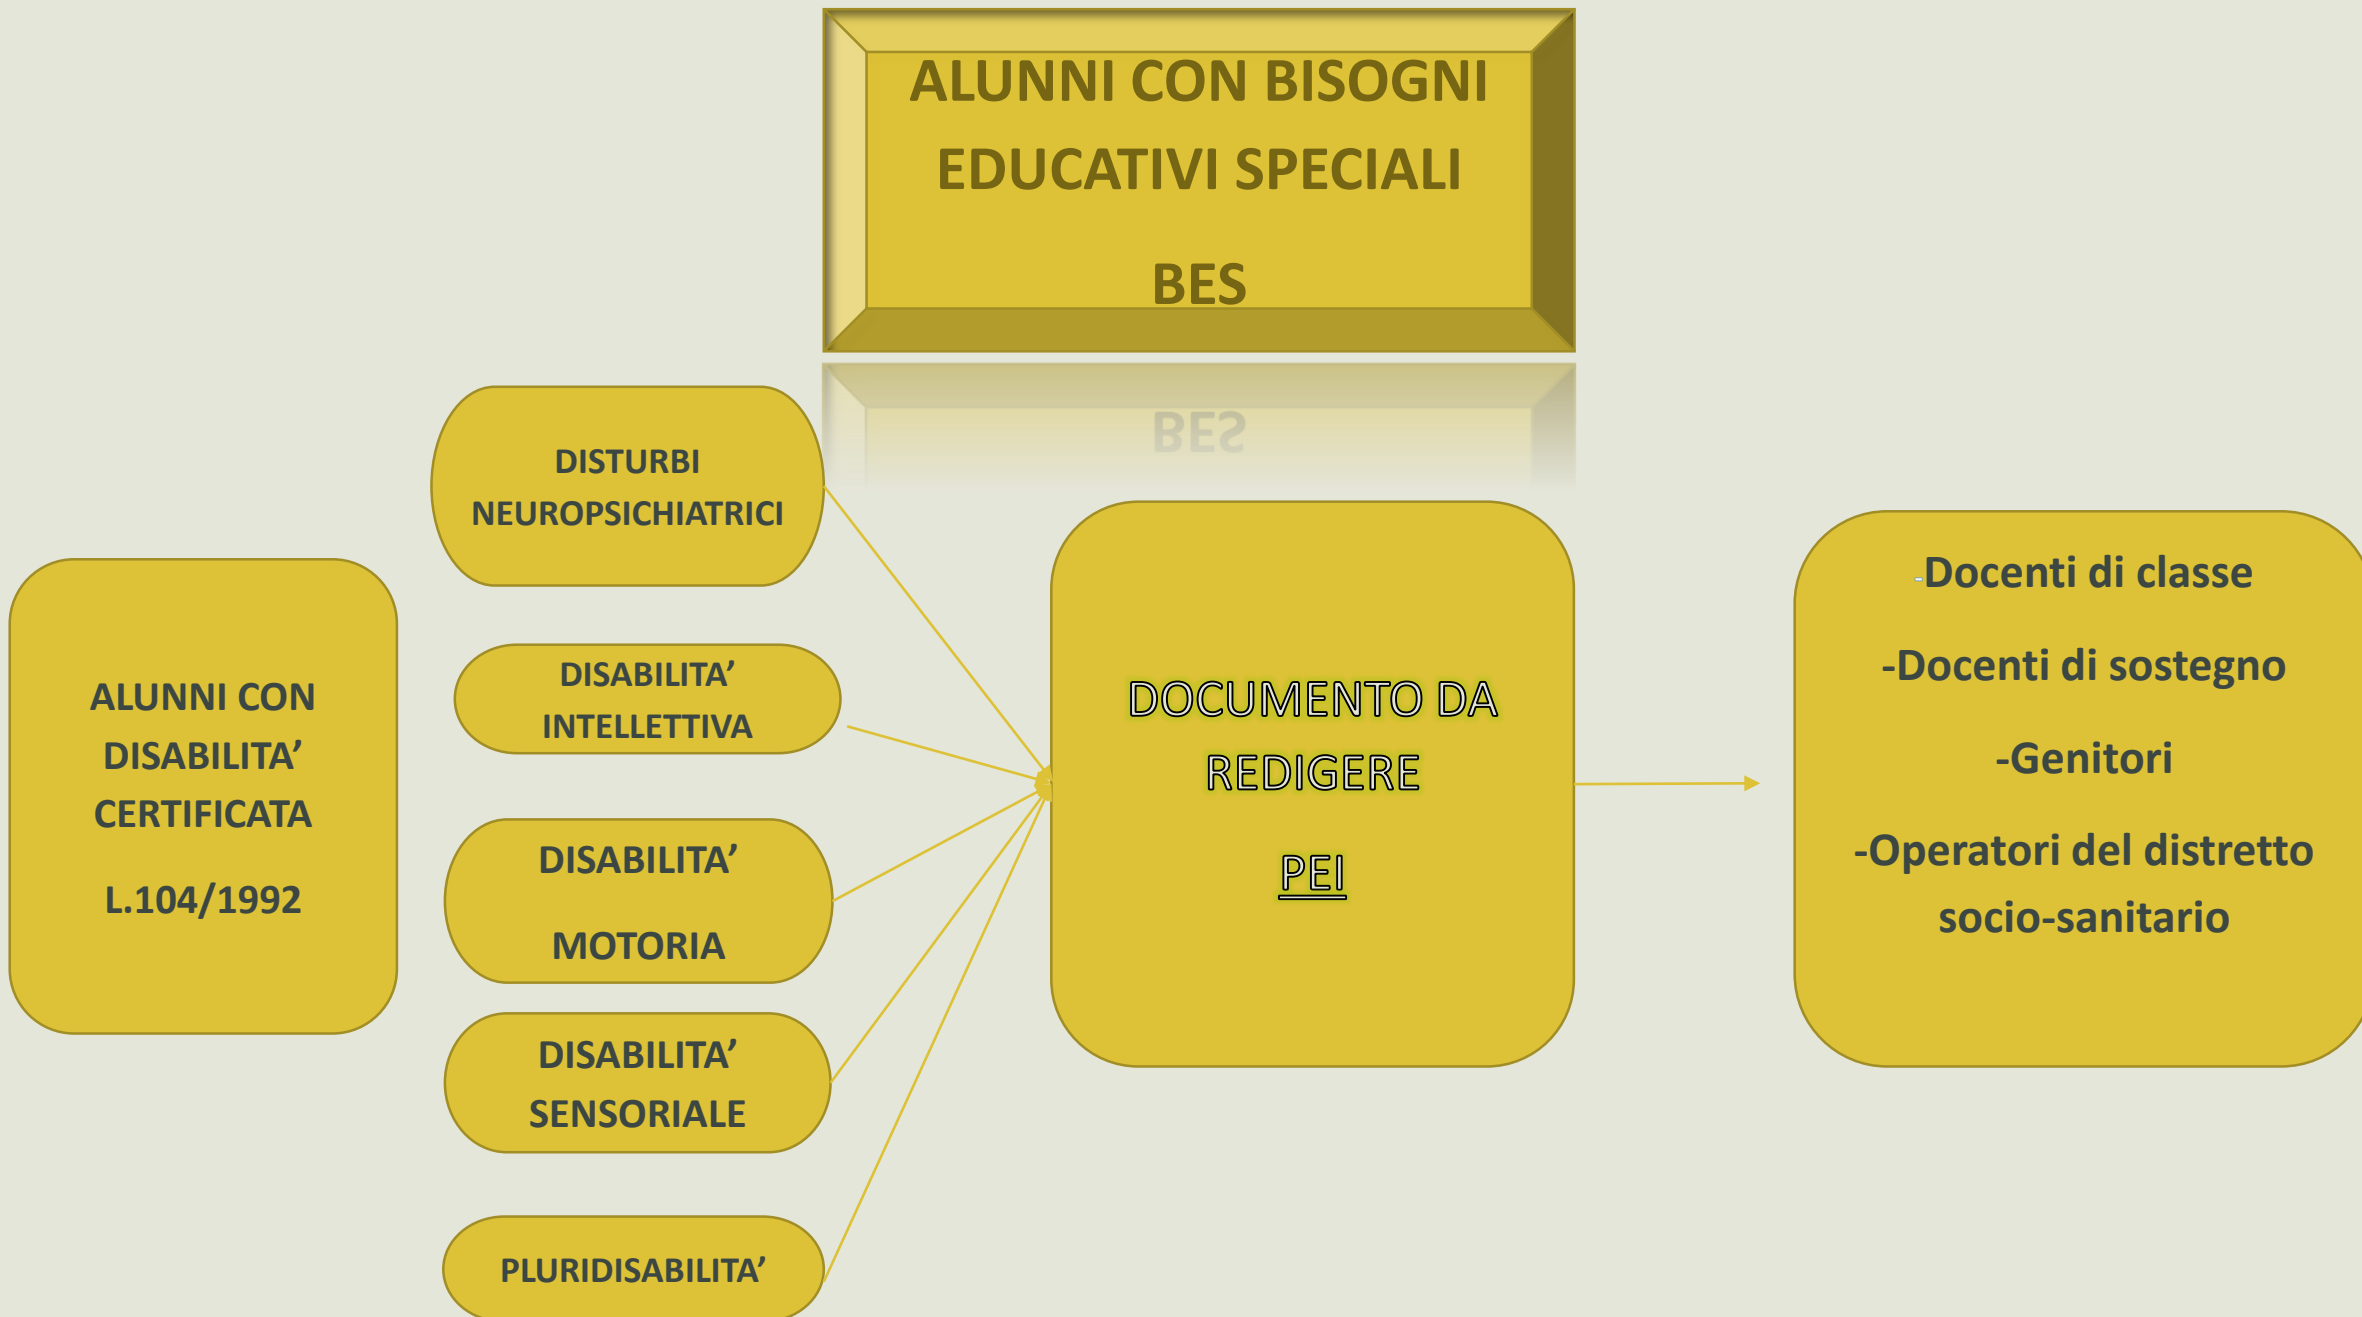 ALUNNI CON BISOGNI
EDUCATIVI SPECIALI
BES
ALUNNI CON
DISABILITA’
CERTIFICATA
L.104/1992
DISTURBI
NEUROPSICHIATRICI
DISABILITA’
INTELLETTIVA
DISABILITA’
MOTORIA
DISABILITA’
SENSORIALE
PLURIDISABILITA’
DOCUMENTO DA
REDIGERE
PEI
-Docenti di classe
-Docenti di sostegno
-Genitori
-Operatori del distretto
socio-sanitario